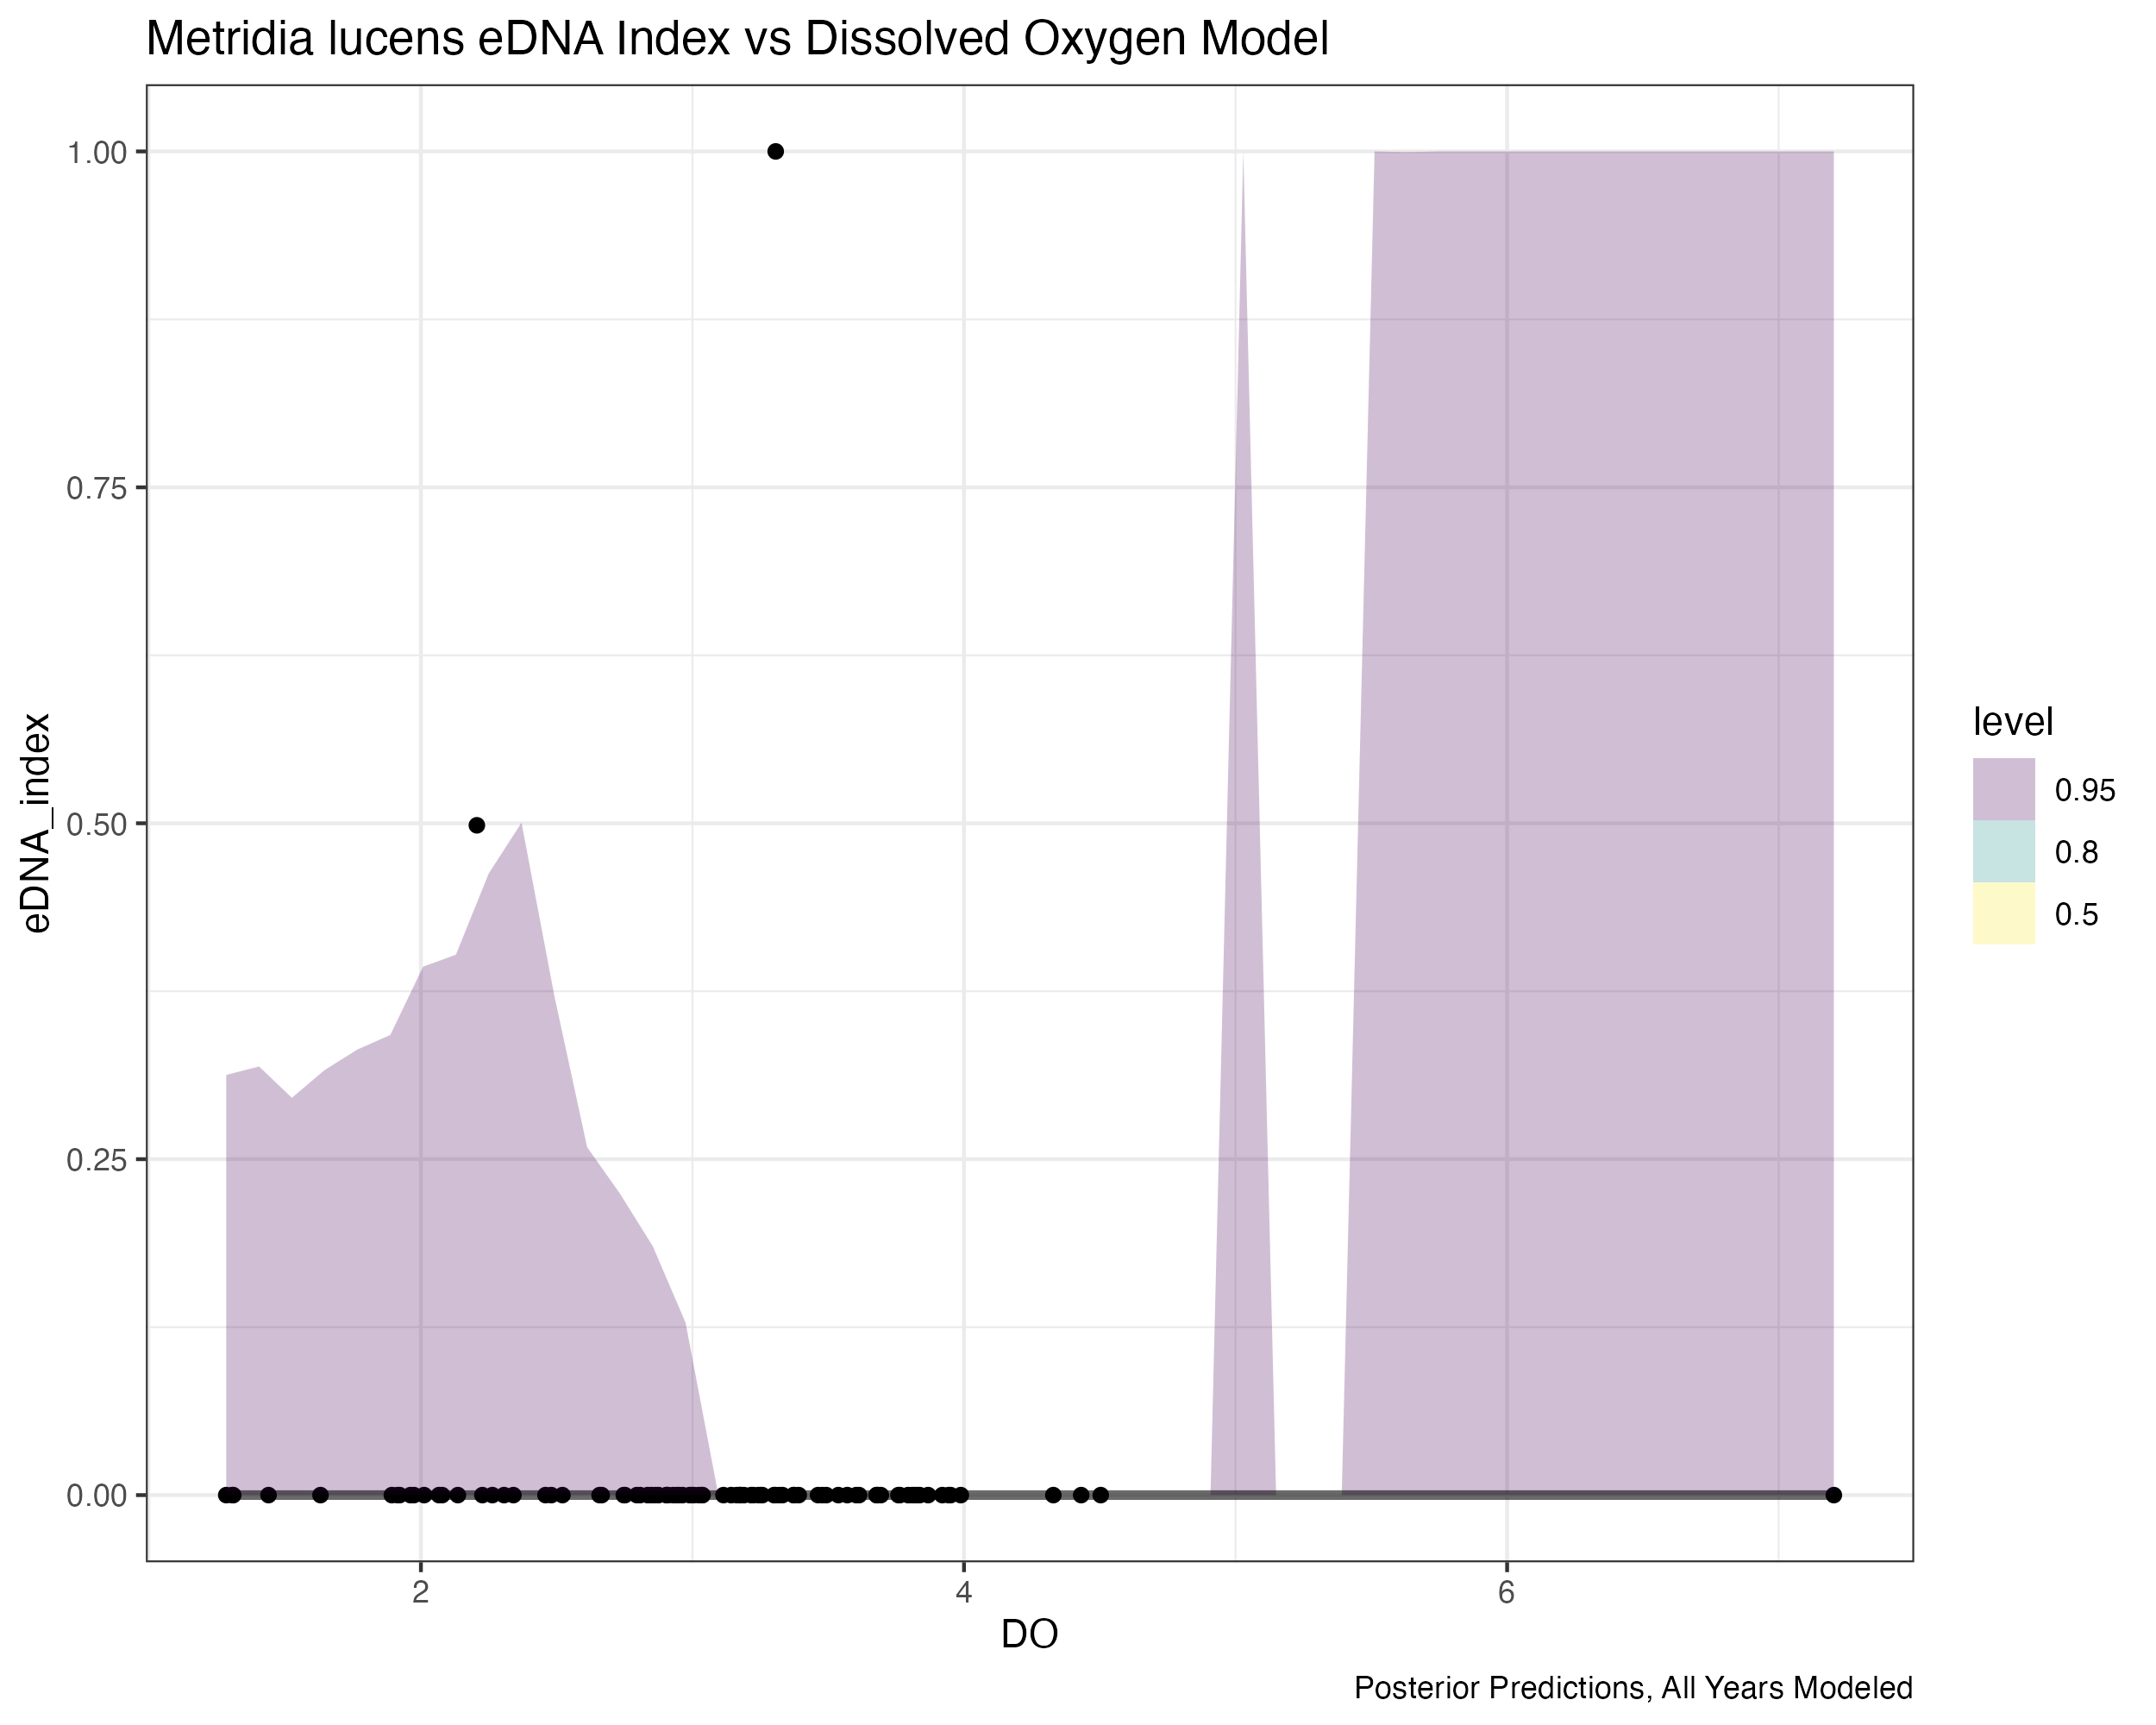 Metridia lucens eDNA Index vs Dissolved Oxygen Model
1.00
0.75
0.50
0.25
0.00
eDNA_index
2
4
6
DO
level
0.95
0.8
0.5
Posterior Predictions, All Years Modeled